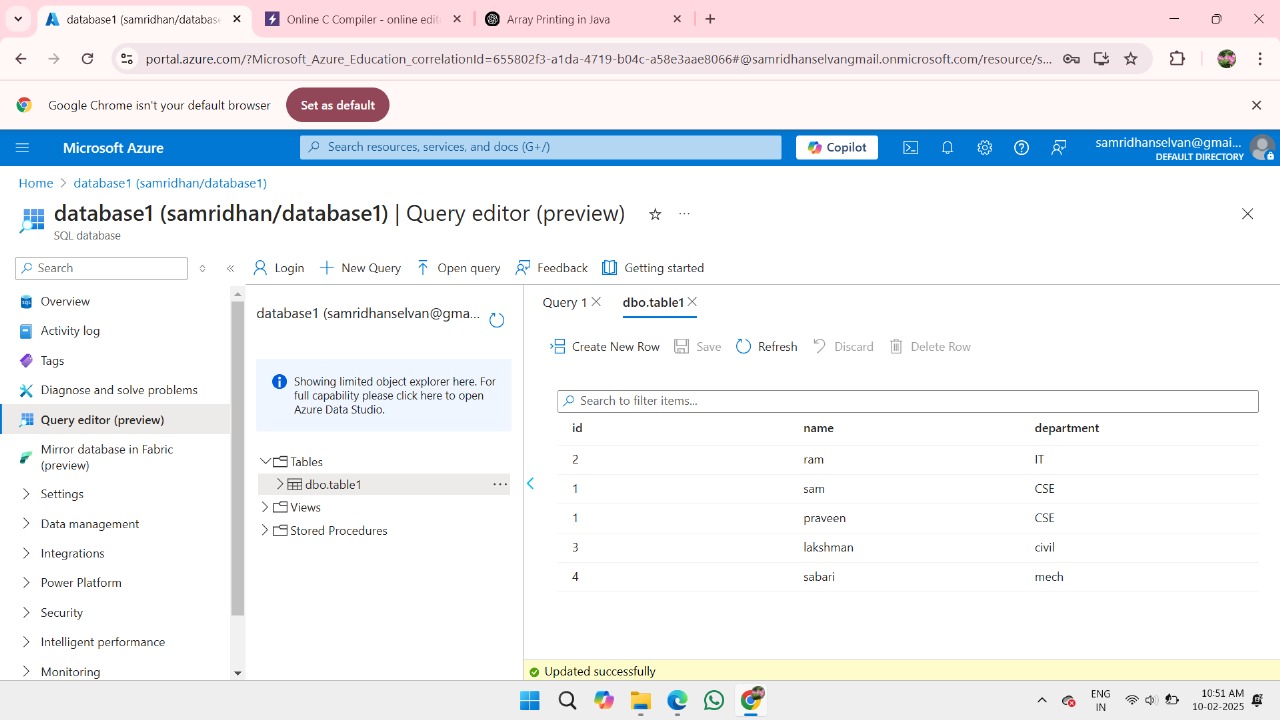 database1 (samridhan/database
Online C Compiler - online edit
Array Printing in Java
portal.azure.com/?Microsoft_Azure_Education_correlationId=655892f3-a1da-4719-b04c-a58e3aae8066#@samridhanselvangmail.onmicrosoft.com/resource/s...
Google Chrome isn't your default browser
Set as default
Microsoft Azure
Search resources, services, and docs (G+/)
Copilot
samridhanselvan@gmai...
DEFAULT DIRECTORY
Home > database1 (samridhan/database1)
database1 (samridhan/database1) | Query editor (preview)
SQL database
Search
Login
New Query
Open query
Feedback
Getting started
Overview
Activity log
Tags
Diagnose and solve problems
Query editor (preview)
Mirror database in Fabric
(preview)
Settings
Data management
Integrations
Power Platform
Security
Intelligent performance
Monitoring
database1 (samridhanselvan@gma...
Showing limited object explorer here. For
full capability please click here to open
Azure Data Studio.
Tables
dbo.table1
Views
Stored Procedures
Query 1
dbo.table1
Create New Row
Save
Refresh
Discard
Delete Row
Search to filter items...
id name department
2 ram IT
1 sam CSE
1 praveen CSE
3 lakshman civil
4 sabari mech
Updated successfully
ENG
IN
10:51 AM
10-02-2025